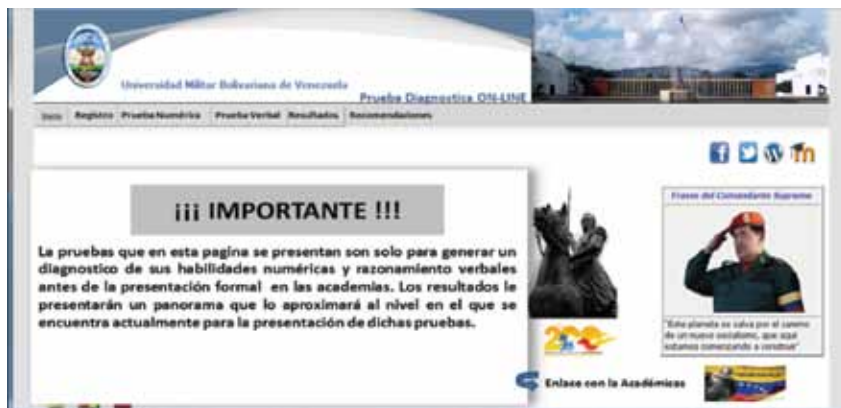 Universidad Militar Bolivariana de Venezuela
Prueba Diagnostica ON-LINE
Inicio Registro Prueba Numérica Prueba Verbal Resultados Recomendaciones
¡¡¡ IMPORTANTE !!!
La pruebas que en esta pagina se presentan son solo para generar un
diagnostico de sus habilidades numéricas y razonamiento verbales
antes de la presentación formal en las academias. Los resultados le
presentarán un panorama que lo aproximará al nivel en el que se
encuentra actualmente para la presentación de dichas pruebas.
Frases del Comandante Supremo
"Este planeta se salva por el camino
de un nuevo socialismo, que aquí
estamos comenzando a construir"
200
Enlace con la Académicas